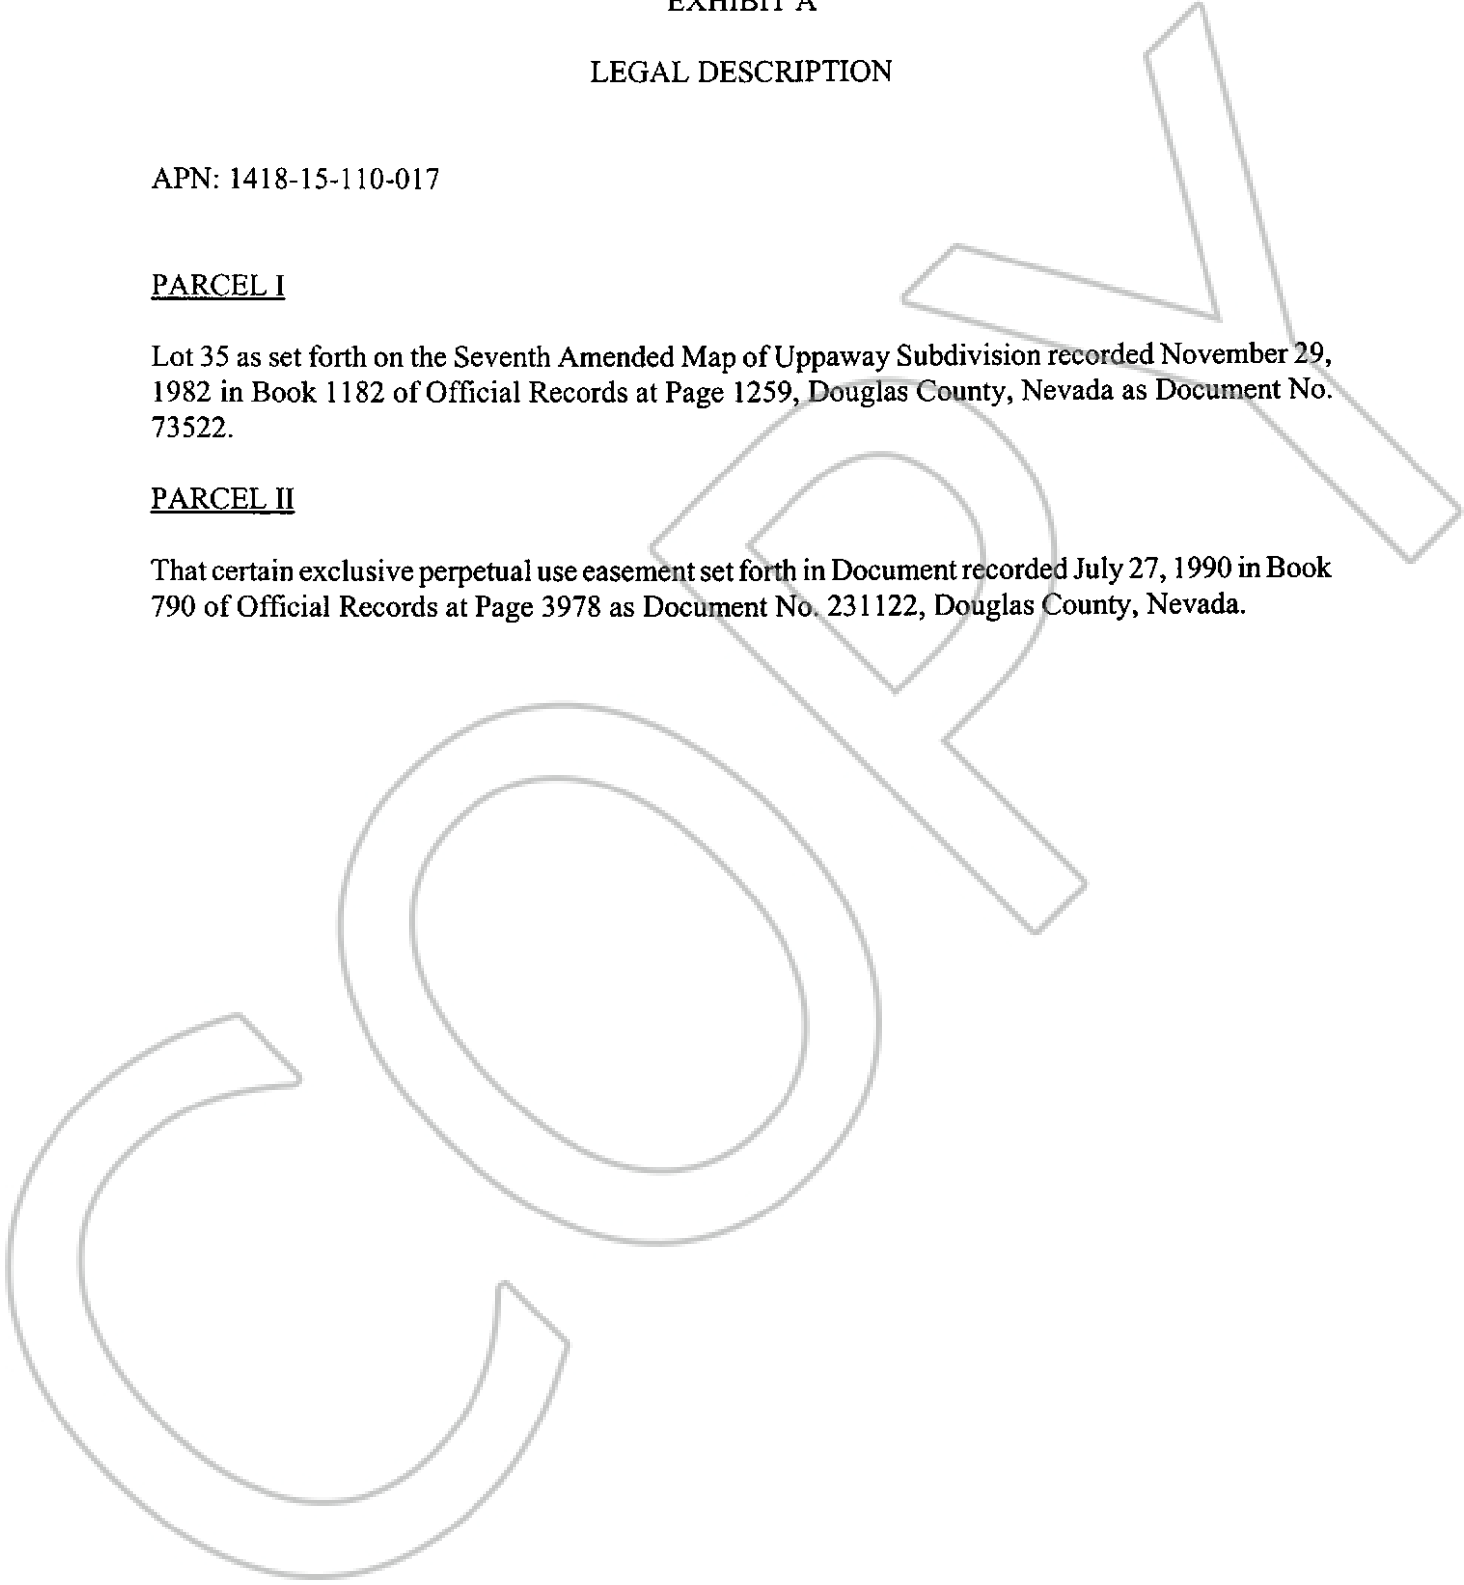 EXHIBIT A
LEGAL DESCRIPTION
APN: 1418-15-110-017
PARCEL I
Lot 35 as set forth on the Seventh Amended Map of Uppaway Subdivision recorded November 29,
1982 in Book 1182 of Official Records at Page 1259, Douglas County, Nevada as Document No.
73522.
PARCEL II
That certain exclusive perpetual use easement set forth in Document recorded July 27, 1990 in Book
790 of Official Records at Page 3978 as Document No. 231122, Douglas County, Nevada.
COPY